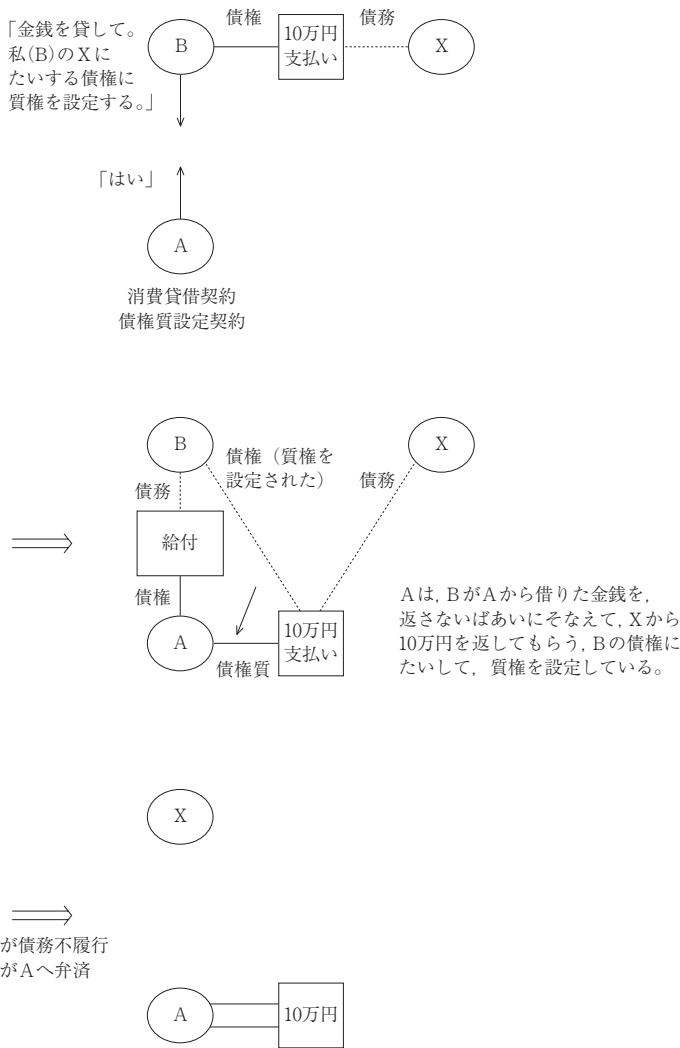 「金銭を貸して。
私(B)のXに
たいする債権に
質権を設定する。」
B
債権
10万円
支払い
債務
X
「はい」
A
消費貸借契約
債権質設定契約
B
債権（質権を
設定された）
債務
X
債務
給付
債権
A
債権質
10万円
支払い
Aは，BがAから借りた金銭を，
返さないばあいにそなえて，Xから
10万円を返してもらう，Bの債権に
たいして，質権を設定している。
X
が債務不履行
がAへ弁済
A
10万円